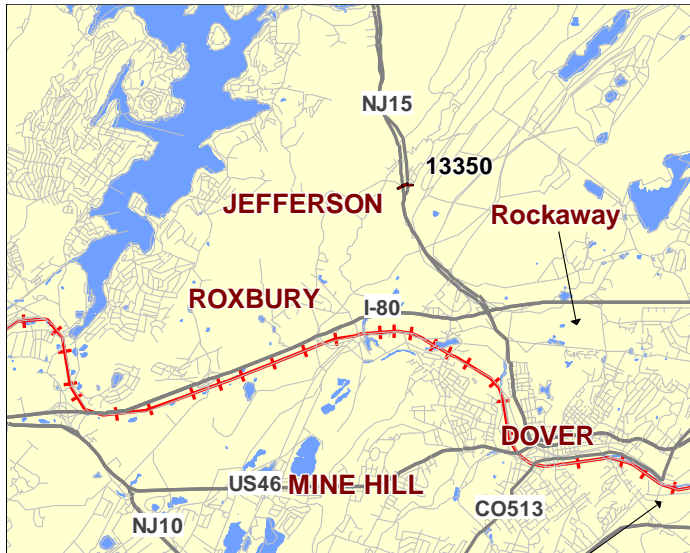 NJ15
13350
JEFFERSON
Rockaway
ROXBURY
I-80
DOVER
US46
MINE HILL
CO513
NJ10